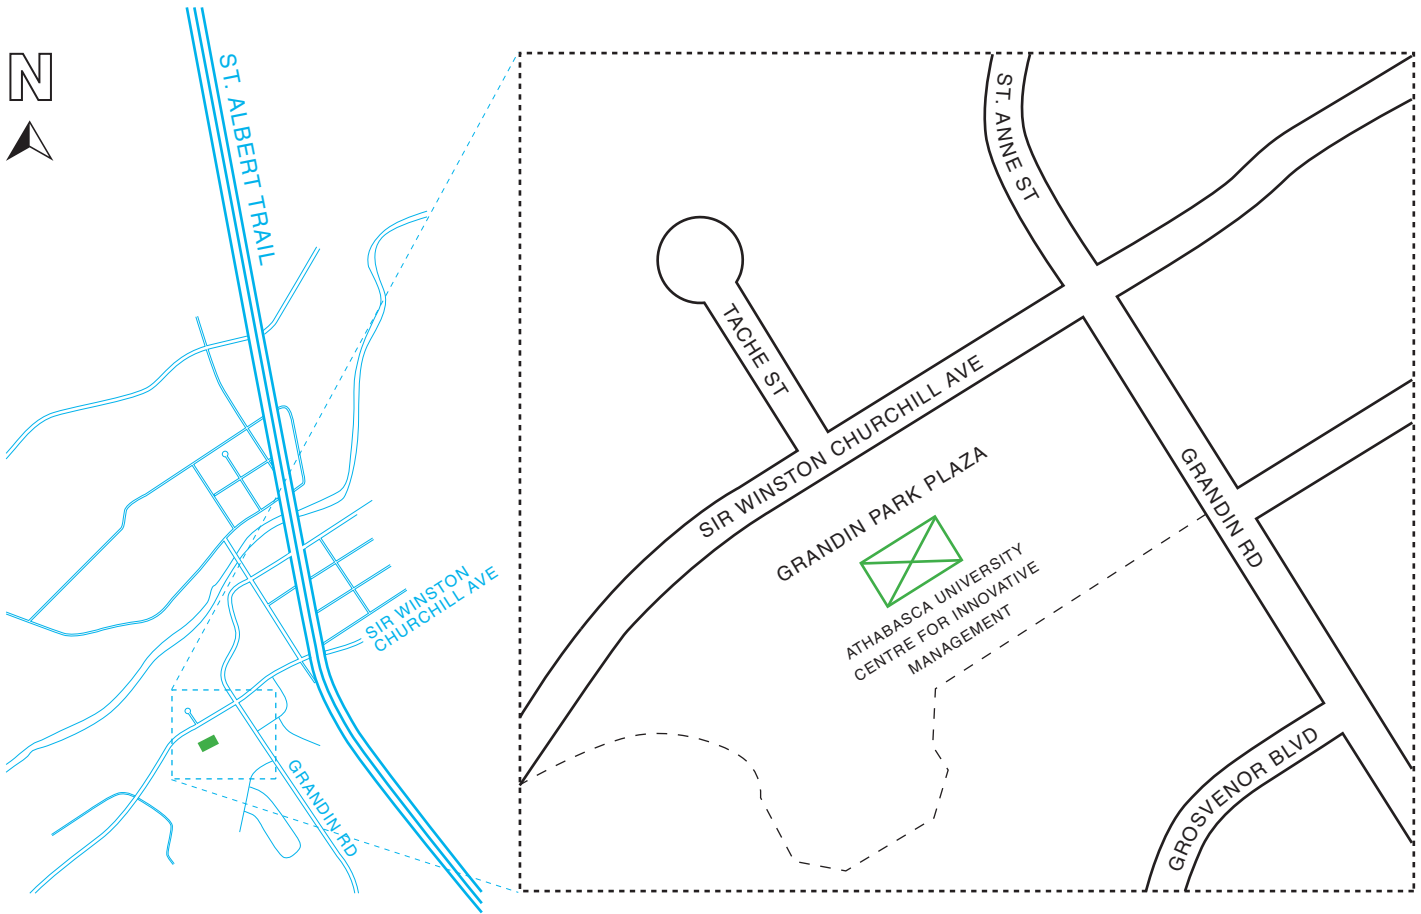 N
ST. ALBERT TRAIL
SIR WINSTON
CHURCHILL AVE
GRANDIN RD
ST. ANNE ST
TACHE ST
SIR WINSTON CHURCHILL AVE
GRANDIN PARK PLAZA
ATHABASCA UNIVERSITY
CENTRE FOR INNOVATIVE
MANAGEMENT
GRANDIN RD
GROSVENOR BLVD